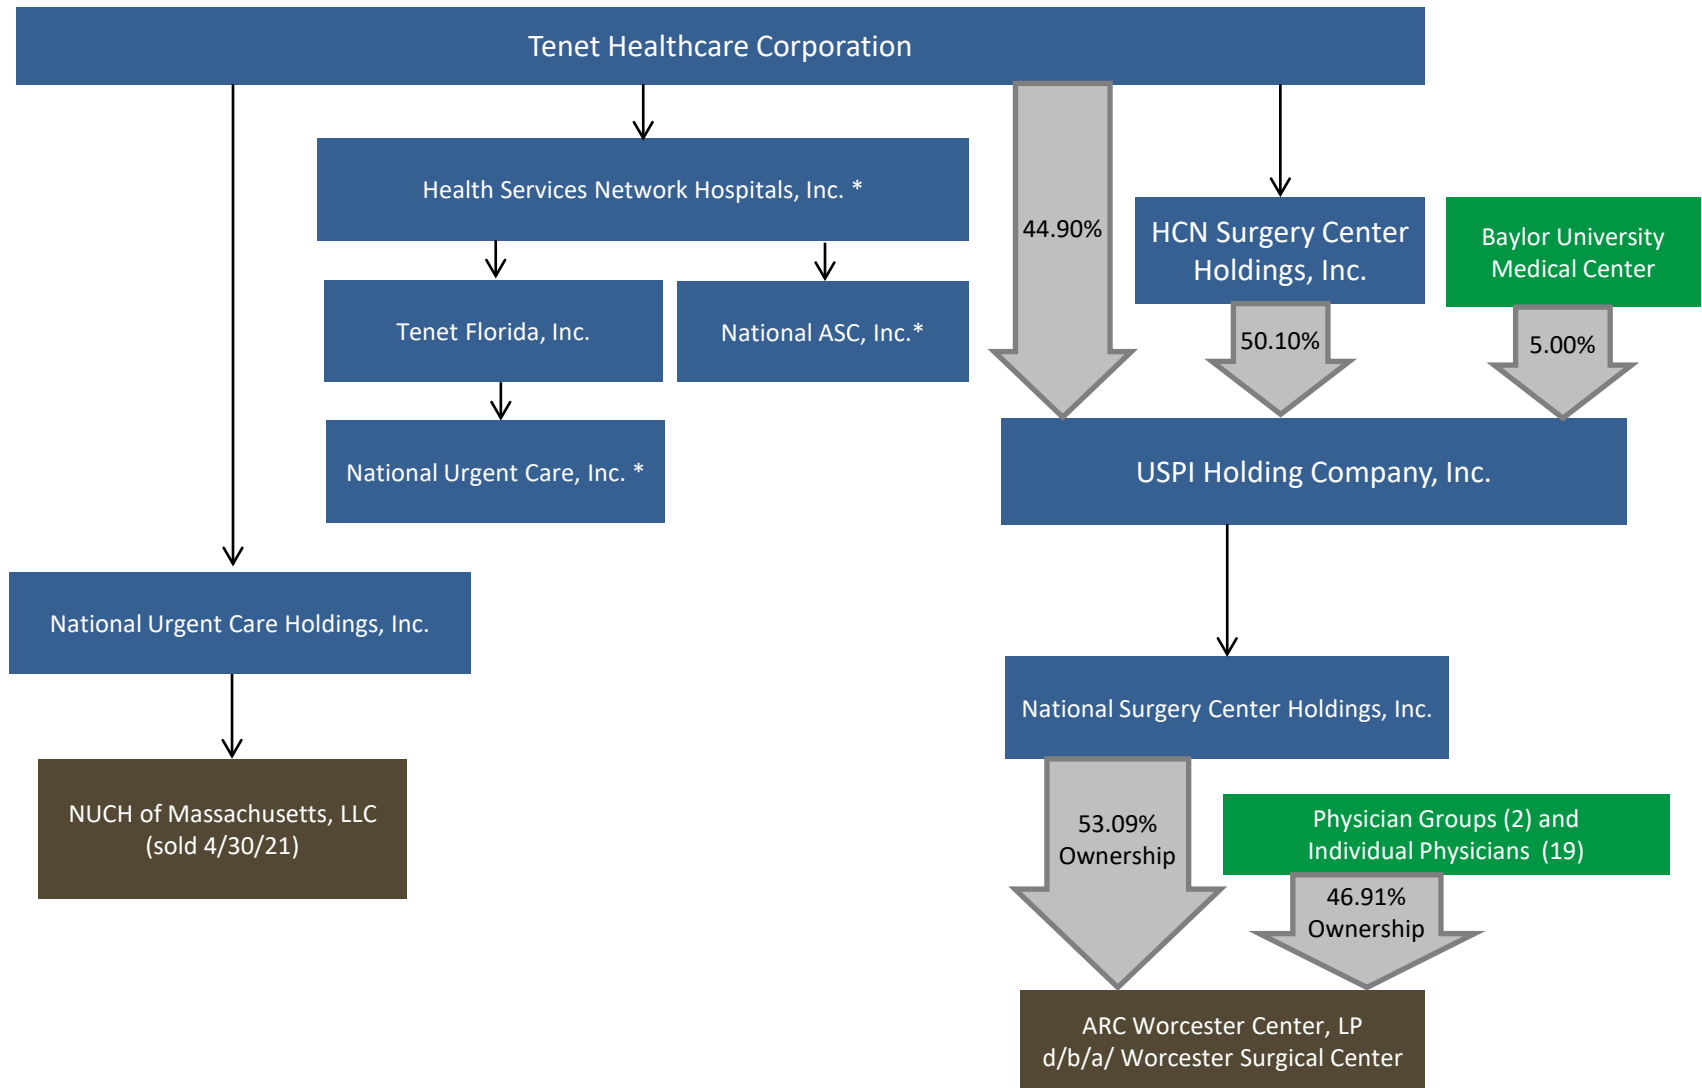 Tenet Healthcare Corporation
Health Services Network Hospitals, Inc. *
44.90%
HCN Surgery Center
Holdings, Inc.
Baylor University
Medical Center
Tenet Florida, Inc.
National ASC, Inc.*
50.10%
5.00%
National Urgent Care, Inc. *
USPI Holding Company, Inc.
National Urgent Care Holdings, Inc.
National Surgery Center Holdings, Inc.
NUCH of Massachusetts, LLC
(sold 4/30/21)
53.09%
Ownership
Physician Groups (2) and
Individual Physicians (19)
46.91%
Ownership
ARC Worcester Center, LP
d/b/a/ Worcester Surgical Center